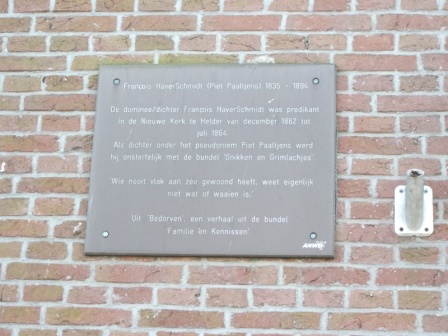 François HaverSchmidt (Piet Paaltjens) 1835 - 1894
De dominee/dichter François HaverSchmidt was predikant
in de Nieuwe Kerk te Helder van december 1862 tot
juli 1864.
Als dichter onder het pseudoniem Piet Paaltjens werd
hij onsterfelijk met de bundel 'Snikken en Grimlachjes'.
'Wie nooit vlak aan zee gewoond heeft, weet eigenlijk
niet wat of waaien is.'
Uit 'Bedorven', een verhaal uit de bundel
'Familie en Kennissen'.
ANWB